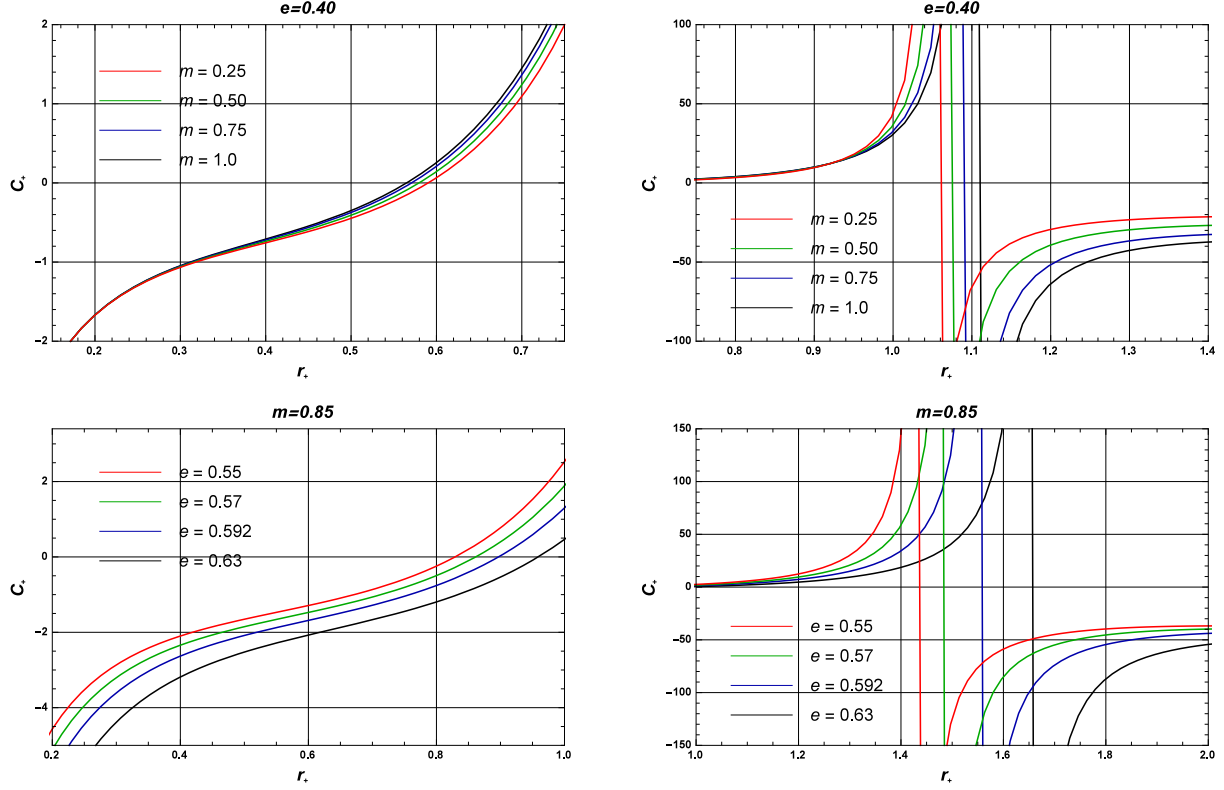 e=0.40
2
1
0
−1
−2
C₊
m = 0.25
m = 0.50
m = 0.75
m = 1.0
0.2 0.3 0.4 0.5 0.6 0.7
r₊
e=0.40
100
50
0
−50
−100
C₊
m = 0.25
m = 0.50
m = 0.75
m = 1.0
0.8 0.9 1.0 1.1 1.2 1.3 1.4
r₊
m=0.85
2
0
−2
−4
C₊
e = 0.55
e = 0.57
e = 0.592
e = 0.63
0.2 0.4 0.6 0.8 1.0
r₊
m=0.85
150
100
50
0
−50
−100
−150
C₊
e = 0.55
e = 0.57
e = 0.592
e = 0.63
1.0 1.2 1.4 1.6 1.8 2.0
r₊